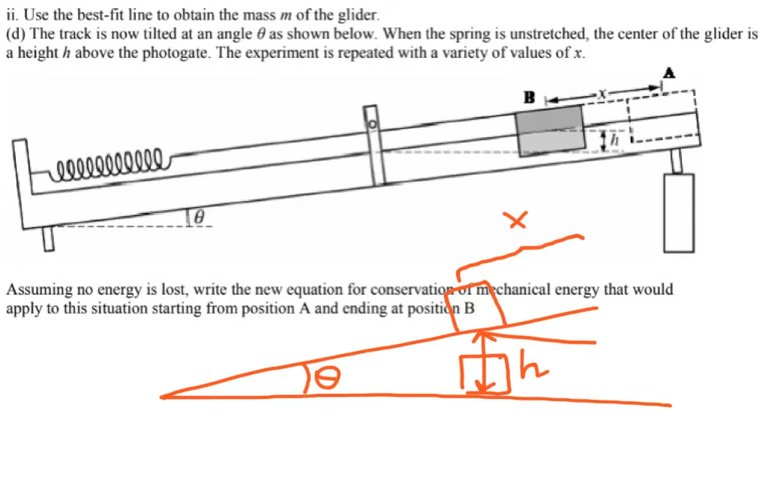 ii. Use the best-fit line to obtain the mass m of the glider.
(d) The track is now tilted at an angle θ as shown below. When the spring is unstretched, the center of the glider is
a height h above the photogate. The experiment is repeated with a variety of values of x.
A
B
x
h
θ
x
Assuming no energy is lost, write the new equation for conservation of mechanical energy that would
apply to this situation starting from position A and ending at position B
θ
h